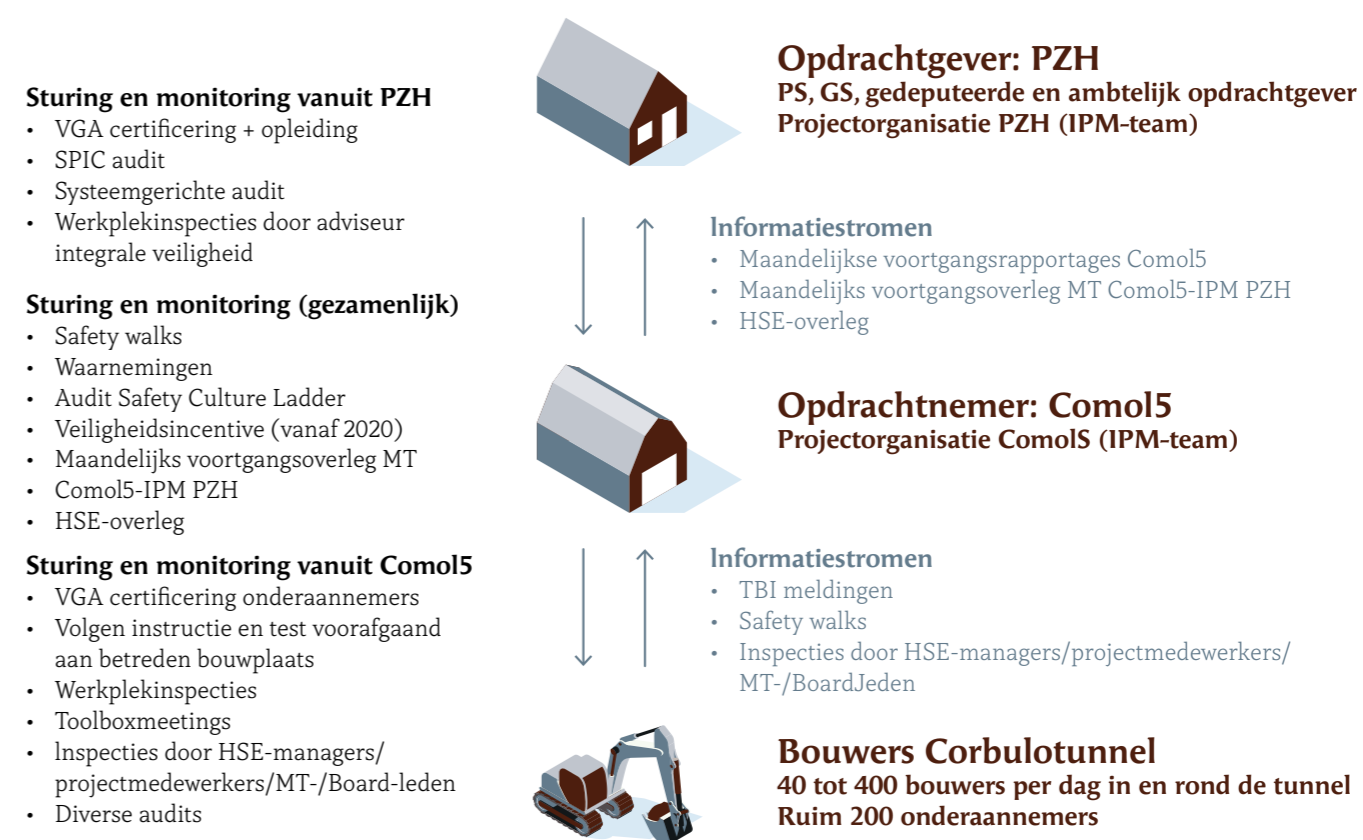 Sturing en monitoring vanuit PZH
• VGA certificering + opleiding
• SPIC audit
• Systeemgerichte audit
• Werkplekinspecties door adviseur
integrale veiligheid
Sturing en monitoring (gezamenlijk)
• Safety walks
• Waarnemingen
• Audit Safety Culture Ladder
• Veiligheidsincentive (vanaf 2020)
• Maandelijks voortgangsoverleg MT
• Comol5-IPM PZH
• HSE-overleg
Sturing en monitoring vanuit Comol5
• VGA certificering onderaannemers
• Volgen instructie en test voorafgaand
aan betreden bouwplaats
• Werkplekinspecties
• Toolboxmeetings
• lnspecties door HSE-managers/
projectmedewerkers/MT-/Board-leden
• Diverse audits
Opdrachtgever: PZH
PS, GS, gedeputeerde en ambtelijk opdrachtgever
Projectorganisatie PZH (IPM-team)
Informatiestromen
• Maandelijkse voortgangsrapportages Comol5
• Maandelijks voortgangsoverleg MT Comol5-IPM PZH
• HSE-overleg
Opdrachtnemer: Comol5
Projectorganisatie ComolS (IPM-team)
Informatiestromen
• TBI meldingen
• Safety walks
• Inspecties door HSE-managers/projectmedewerkers/
MT-/BoardJeden
Bouwers Corbulotunnel
40 tot 400 bouwers per dag in en rond de tunnel
Ruim 200 onderaannemers